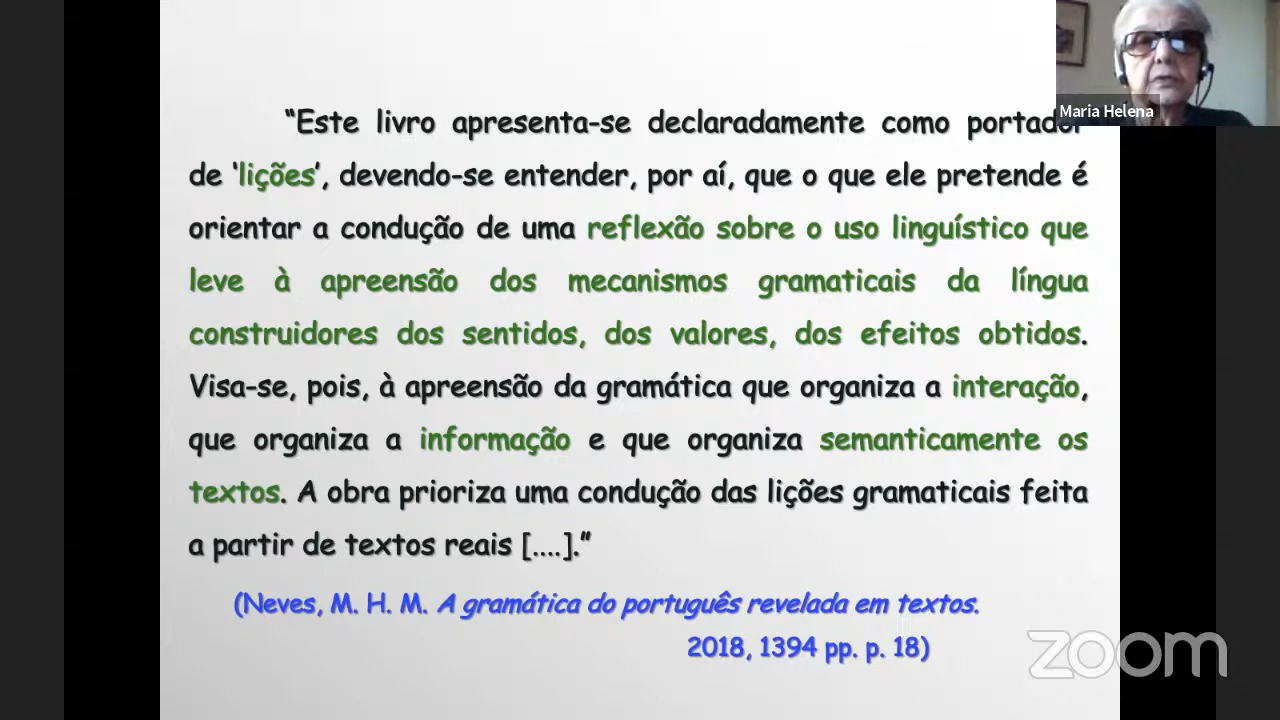 “Este livro apresenta-se declaradamente como portador
de ‘lições’, devendo-se entender, por aí, que o que ele pretende é
orientar a condução de uma reflexão sobre o uso linguístico que
leve à apreensão dos mecanismos gramaticais da língua
construidores dos sentidos, dos valores, dos efeitos obtidos.
Visa-se, pois, à apreensão da gramática que organiza a interação,
que organiza a informação e que organiza semanticamente os
textos. A obra prioriza uma condução das lições gramaticais feita
a partir de textos reais [....].”
(Neves, M. H. M. A gramática do português revelada em textos.
2018, 1394 pp. p. 18)
Maria Helena
zoom